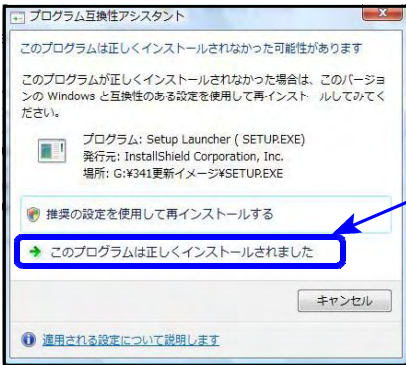 プログラム互換性アシスタント
このプログラムは正しくインストールされなかった可能性があります
このプログラムが正しくインストールされなかった場合は、このバージョ
ンの Windows と互換性のある設定を使用して再インスト ルしてみてく
ださい。
プログラム: Setup Launcher ( SETUP.EXE)
発行元: InstallShield Corporation, Inc.
場所: G:¥341更新イメージ¥SETUP.EXE
推奨の設定を使用して再インストールする
このプログラムは正しくインストールされました
キャンセル
適用される設定について説明します